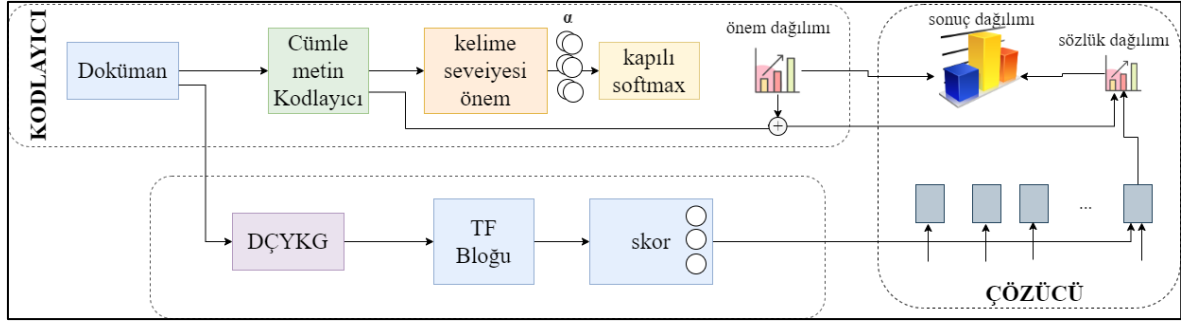 KODLAYICI
Doküman
Cümle
metin
Kodlayıcı
kelime
seveiyesi
önem
α
kapılı
softmax
önem dağılımı
sonuç dağılımı
sözlük dağılımı
+
DÇYKG
TF
Bloğu
skor
...
ÇÖZÜCÜ